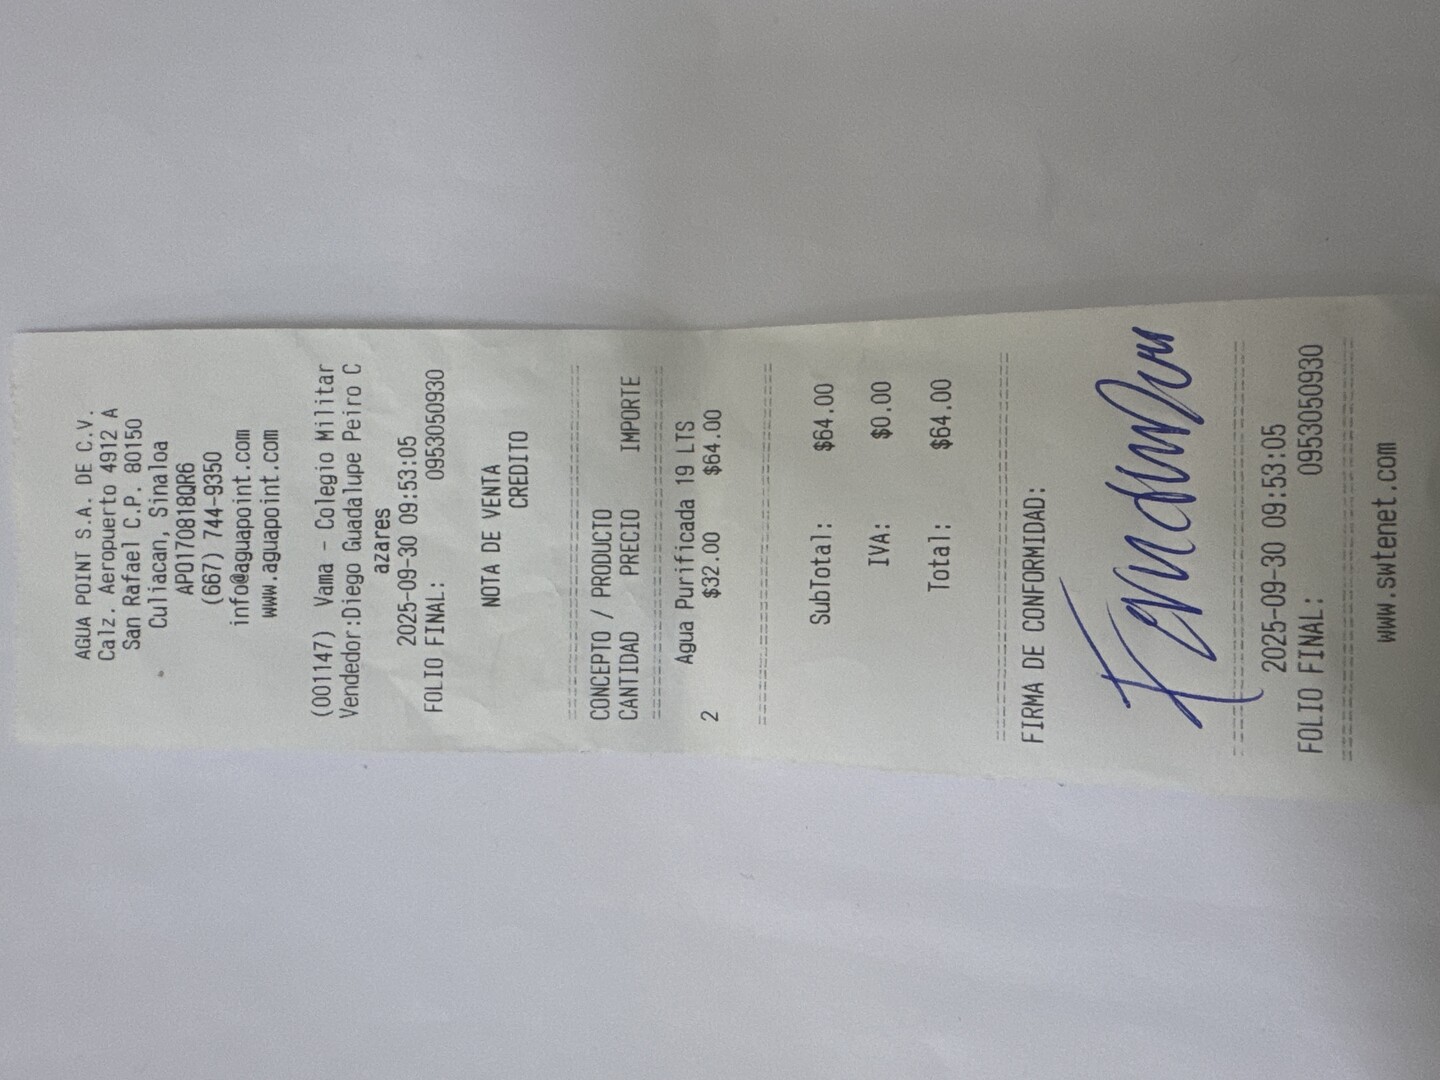 AGUA POINT S.A. DE C.V.
Calz. Aeropuerto 4912 A
San Rafael C.P. 80150
Culiacan, Sinaloa
APO170818QR6
(667) 744-9350
info@aguapoint.com
www.aguapoint.com
(001147) Vama - Colegio Militar
Vendedor:Diego Guadalupe Peiro C
azares
2025-09-30 09:53:05
FOLIO FINAL: 0953050930
NOTA DE VENTA
CREDITO
================================
CONCEPTO / PRODUCTO
CANTIDAD PRECIO IMPORTE
================================
Agua Purificada 19 LTS
2 $32.00 $64.00
================================
SubTotal: $64.00
IVA: $0.00
Total: $64.00
================================
FIRMA DE CONFORMIDAD:
================================
2025-09-30 09:53:05
FOLIO FINAL: 0953050930
================================
www.swtenet.com